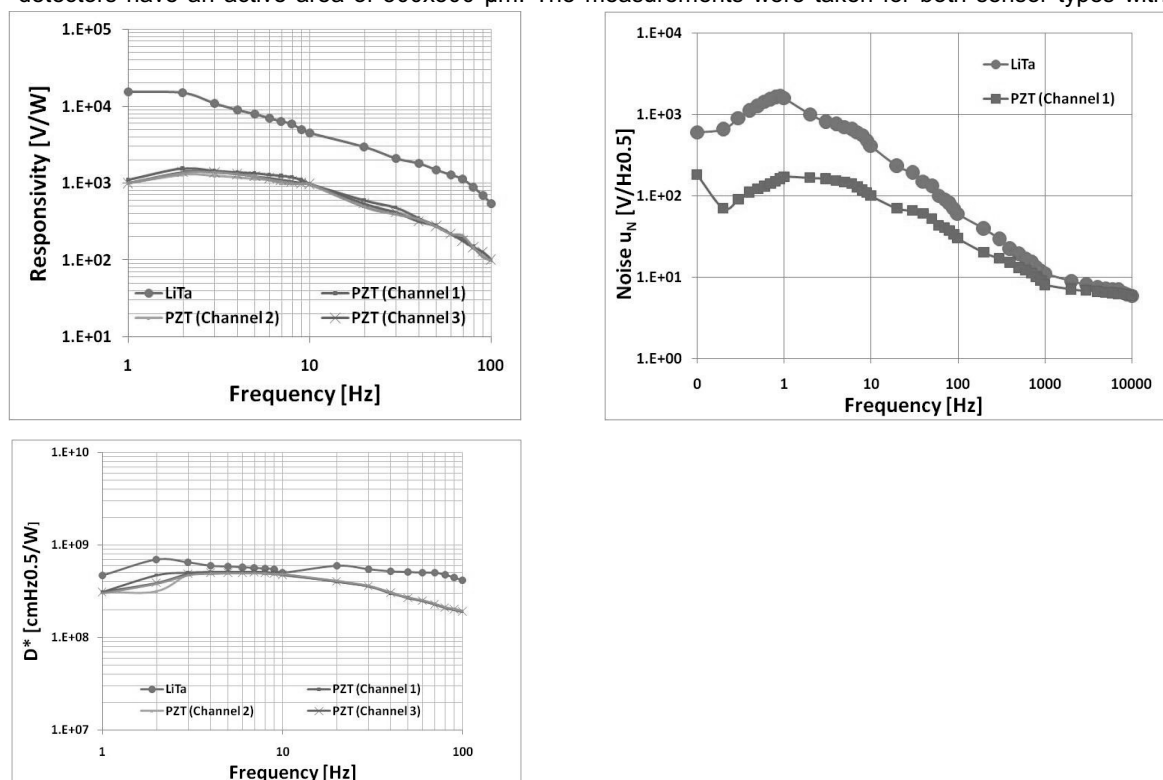 detectors have an active area of 500x500 µm. The measurements were taken for both sensor types with
1.E+05
1.E+04
1.E+03
1.E+02
1.E+01
Responsivity [V/W]
LiTa
PZT (Channel 1)
PZT (Channel 2)
PZT (Channel 3)
1
10
100
Frequency [Hz]
1.E+04
1.E+03
1.E+02
1.E+01
1.E+00
Noise uN [V/Hz0.5]
LiTa
PZT (Channel 1)
0
1
10
100
1000
10000
Frequency [Hz]
1.E+10
1.E+09
1.E+08
1.E+07
D* [cmHz0.5/W]
LiTa
PZT (Channel 1)
PZT (Channel 2)
PZT (Channel 3)
1
10
100
Frequency [Hz]